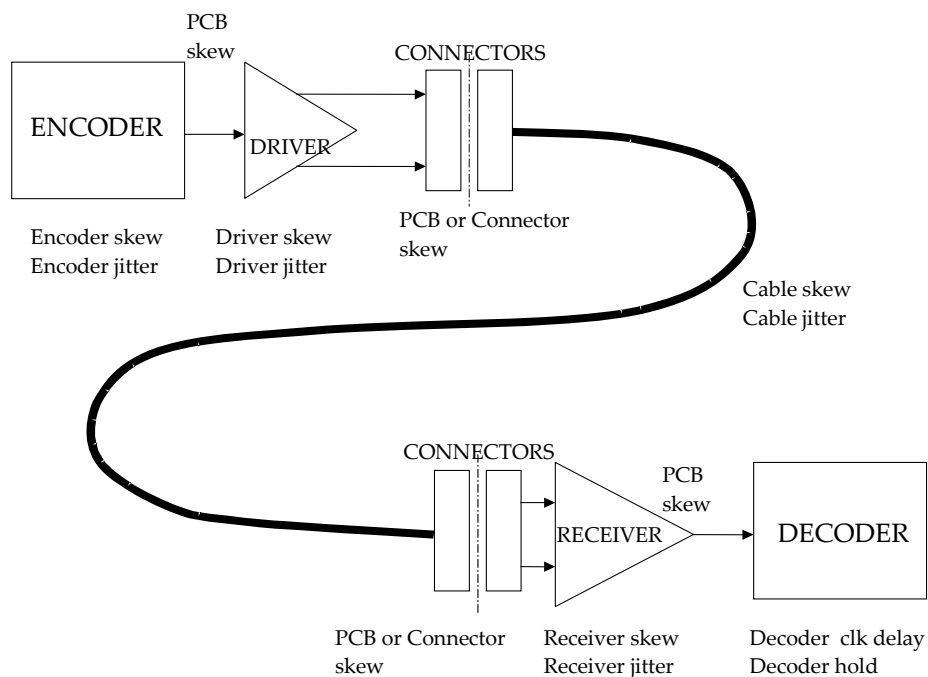 PCB
skew
CONNECTORS
ENCODER
DRIVER
Encoder skew
Encoder jitter
Driver skew
Driver jitter
PCB or Connector
skew
Cable skew
Cable jitter
CONNECTORS
PCB
skew
RECEIVER
DECODER
PCB or Connector
skew
Receiver skew
Receiver jitter
Decoder clk delay
Decoder hold